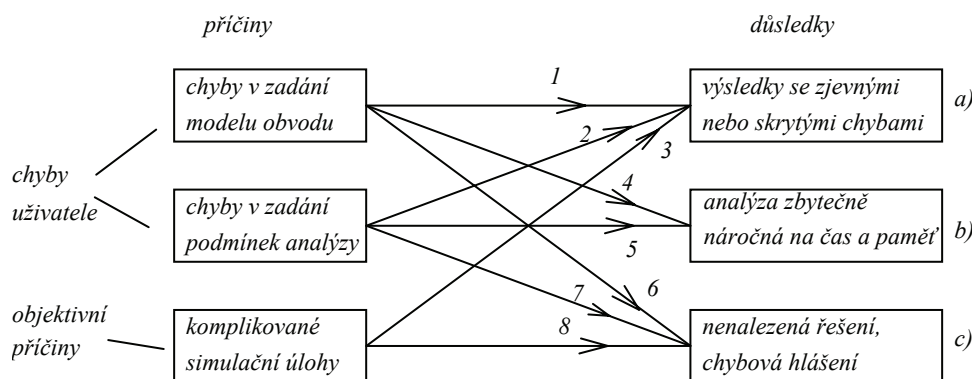 příčiny
důsledky
chyby v zadání
modelu obvodu
1
výsledky se zjevnými
nebo skrytými chybami
a)
2
3
chyby
uživatele
chyby v zadání
podmínek analýzy
4
5
analýza zbytečně
náročná na čas a paměť
b)
6
7
8
objektivní
příčiny
komplikované
simulační úlohy
nenalezená řešení,
chybová hlášení
c)